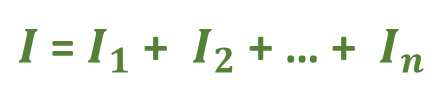 I = I₁ + I₂ + ... + Iₙ